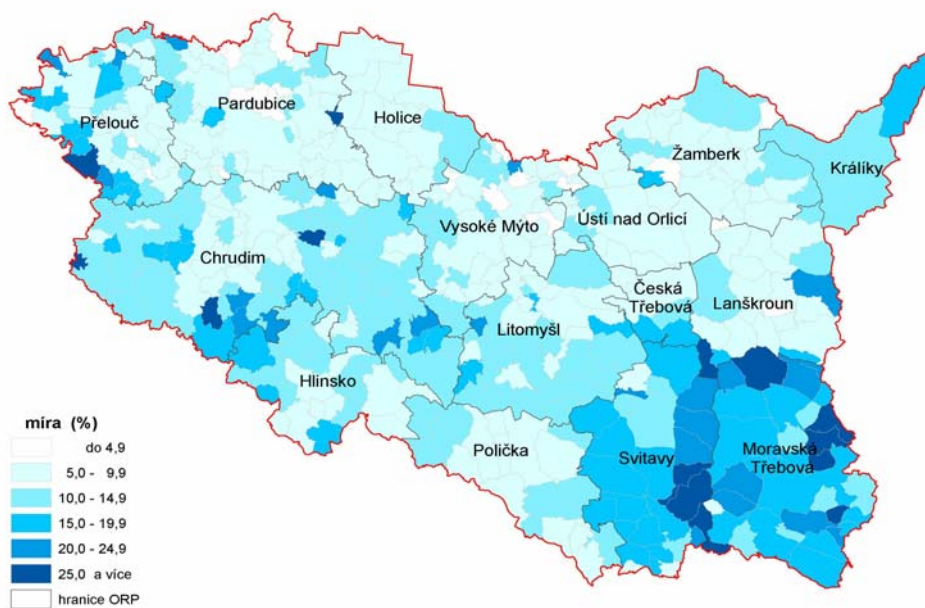 Pardubice
Holice
Přelouč
Žamberk
Králíky
Vysoké Mýto
Ústí nad Orlicí
Chrudim
Česká
Třebová
Lanškroun
Litomyšl
Hlinsko
Polička
Svitavy
Moravská
Třebová
míra (%)
do 4,9
5,0 - 9,9
10,0 - 14,9
15,0 - 19,9
20,0 - 24,9
25,0 a více
hranice ORP